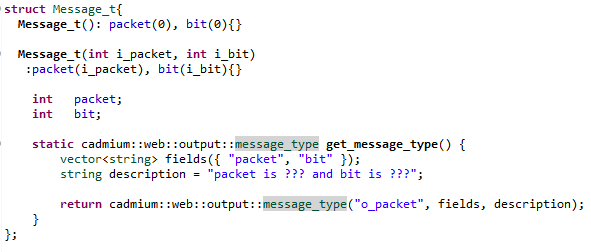 struct Message_t{
Message_t(): packet(0), bit(0){}
Message_t(int i_packet, int i_bit)
:packet(i_packet), bit(i_bit){}
int packet;
int bit;
static cadmium::web::output::message_type get_message_type() {
vector<string> fields({ "packet", "bit" });
string description = "packet is ??? and bit is ???";
return cadmium::web::output::message_type("o_packet", fields, description);
}
};